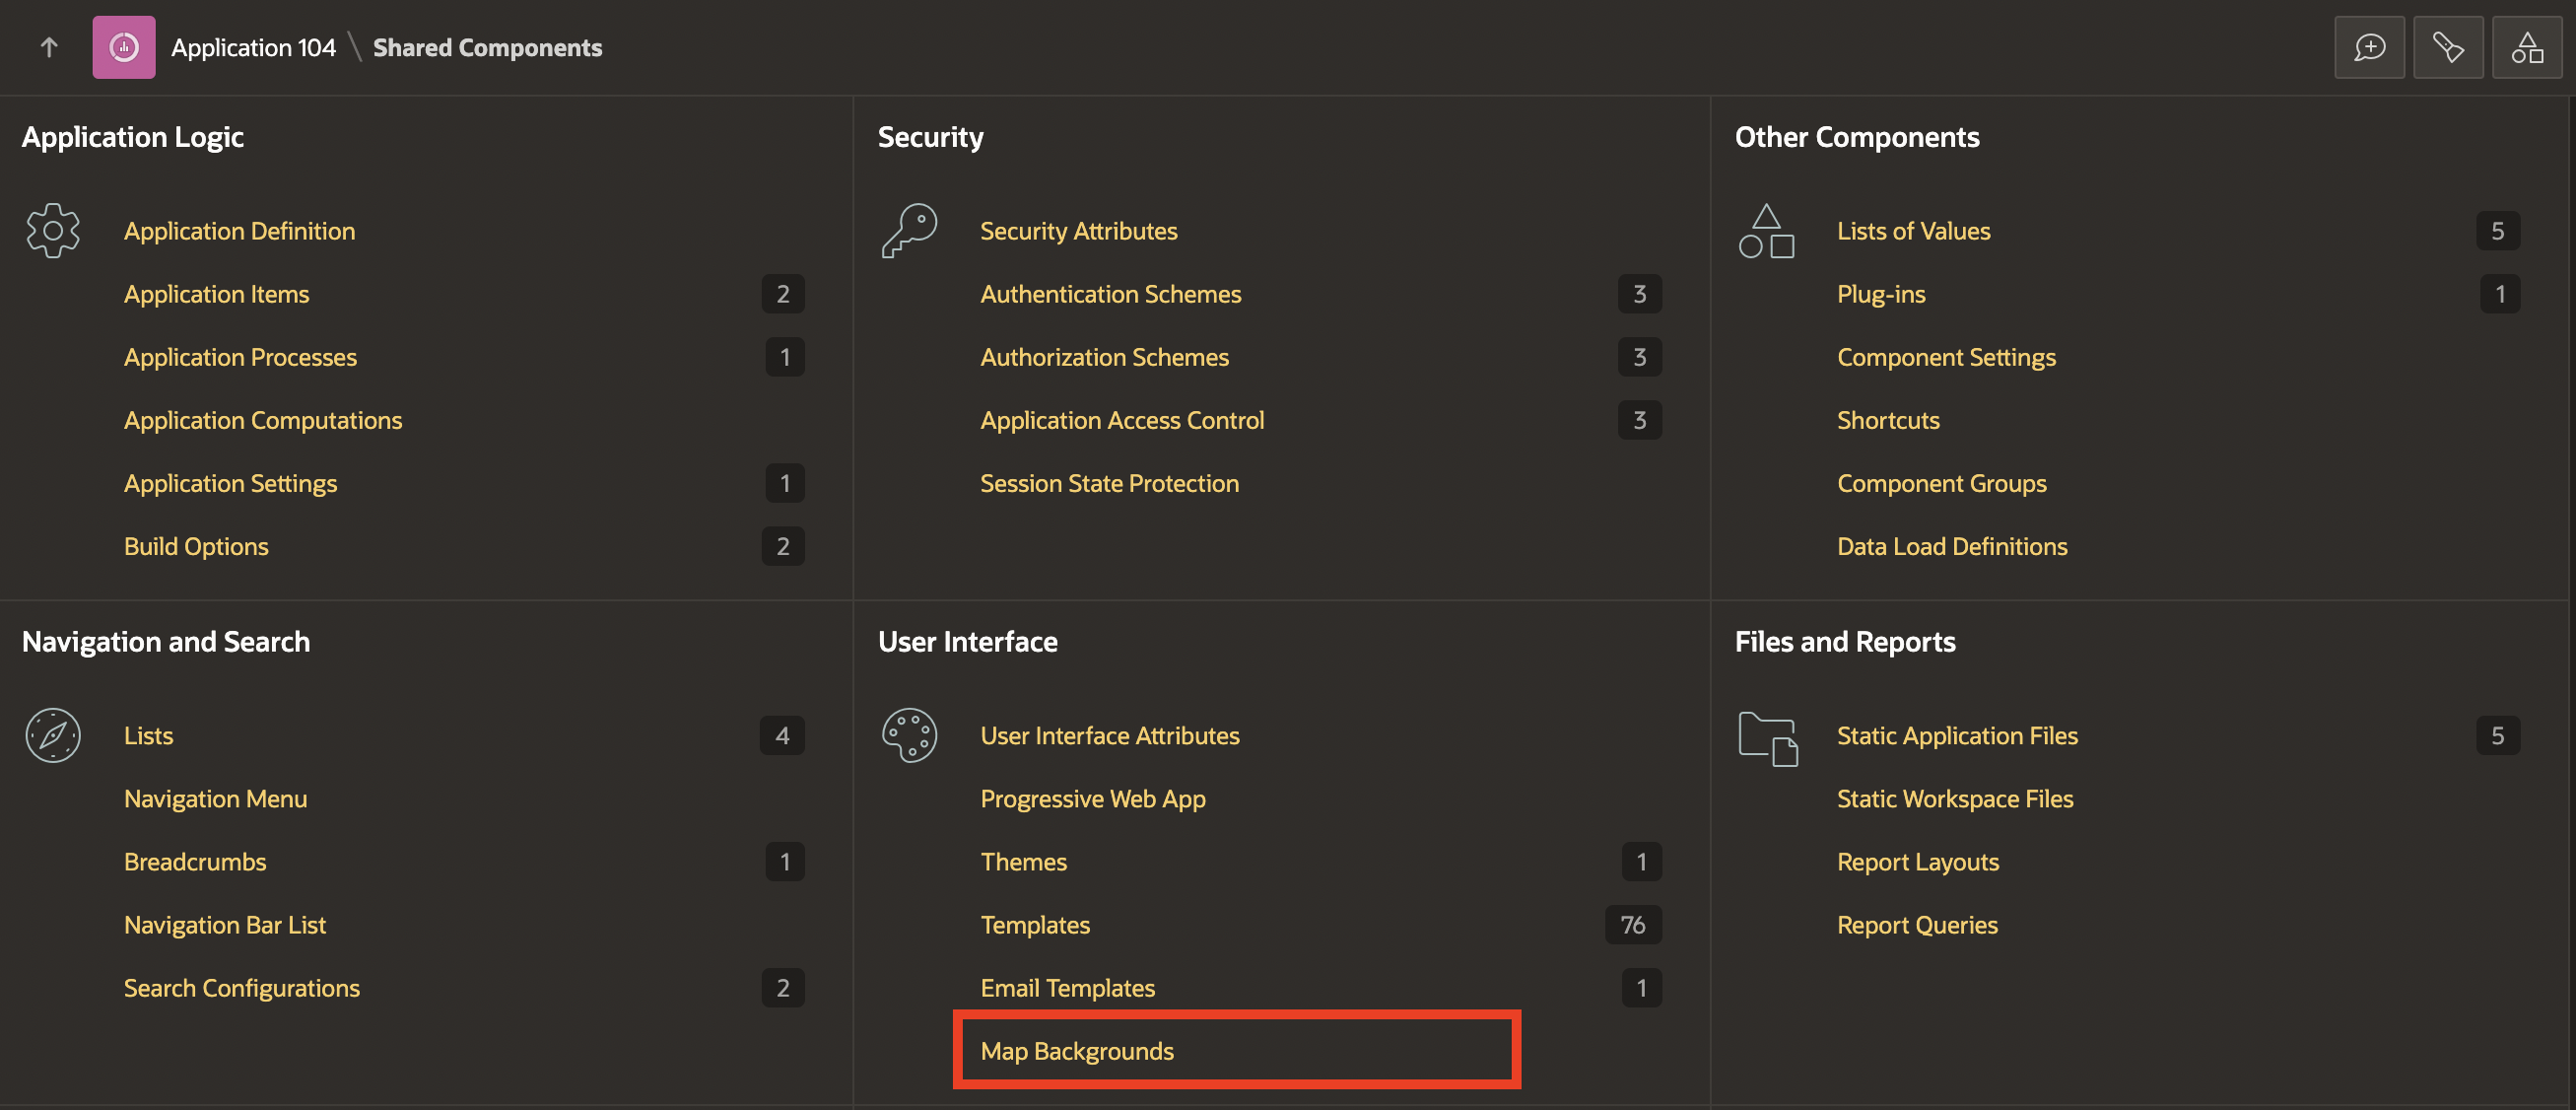 Application 104 \ Shared Components
Application Logic
Application Definition
Application Items 2
Application Processes 1
Application Computations
Application Settings 1
Build Options 2
Security
Security Attributes
Authentication Schemes 3
Authorization Schemes 3
Application Access Control 3
Session State Protection
Other Components
Lists of Values 5
Plug-ins 1
Component Settings
Shortcuts
Component Groups
Data Load Definitions
Navigation and Search
Lists 4
Navigation Menu
Breadcrumbs 1
Navigation Bar List
Search Configurations 2
User Interface
User Interface Attributes
Progressive Web App
Themes 1
Templates 76
Email Templates 1
Map Backgrounds
Files and Reports
Static Application Files 5
Static Workspace Files
Report Layouts
Report Queries